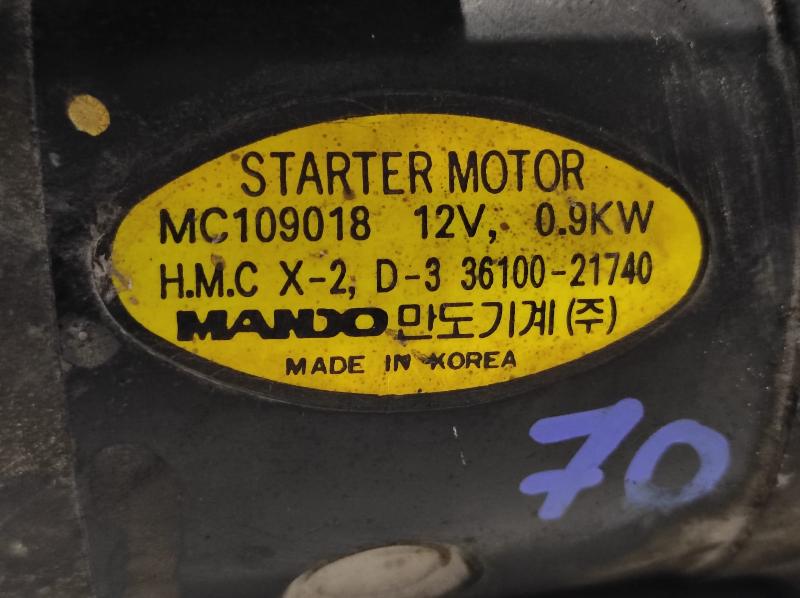 STARTER MOTOR
MC109018 12V, 0.9KW
H.M.C X-2, D-3 36100-21740
MANDO 만도기계(주)
MADE IN KOREA
70